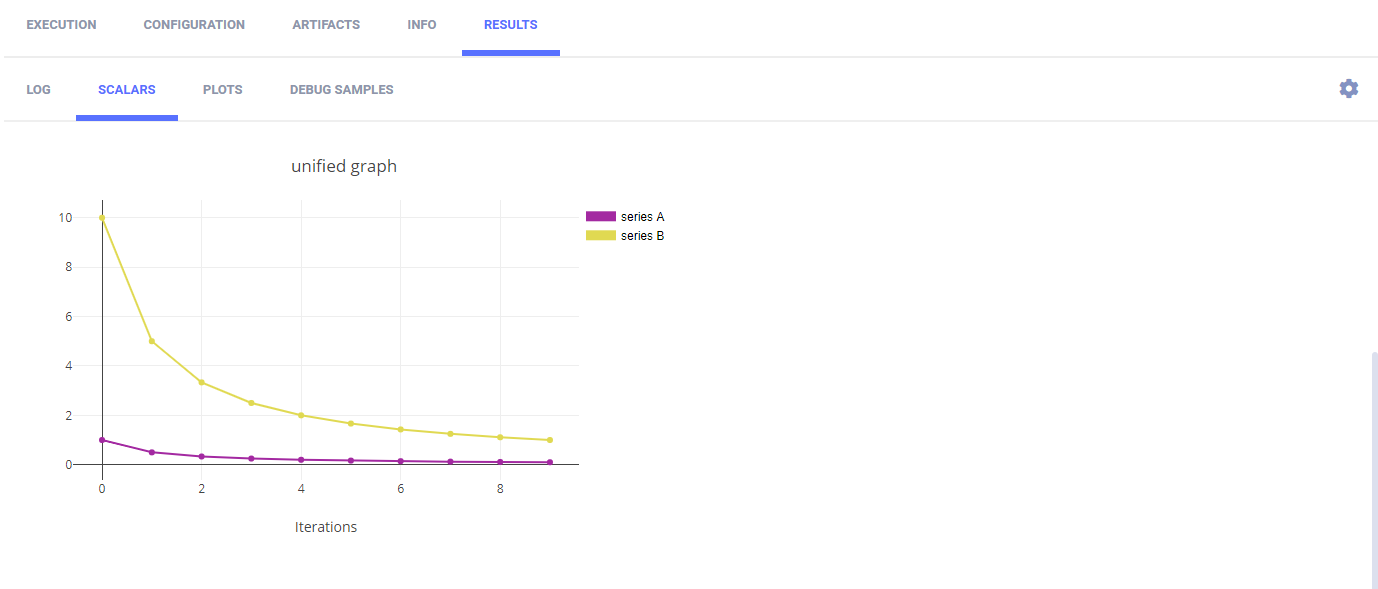 EXECUTION CONFIGURATION ARTIFACTS INFO RESULTS
LOG SCALARS PLOTS DEBUG SAMPLES
unified graph
10
8
6
4
2
0
0 2 4 6 8
Iterations
series A
series B